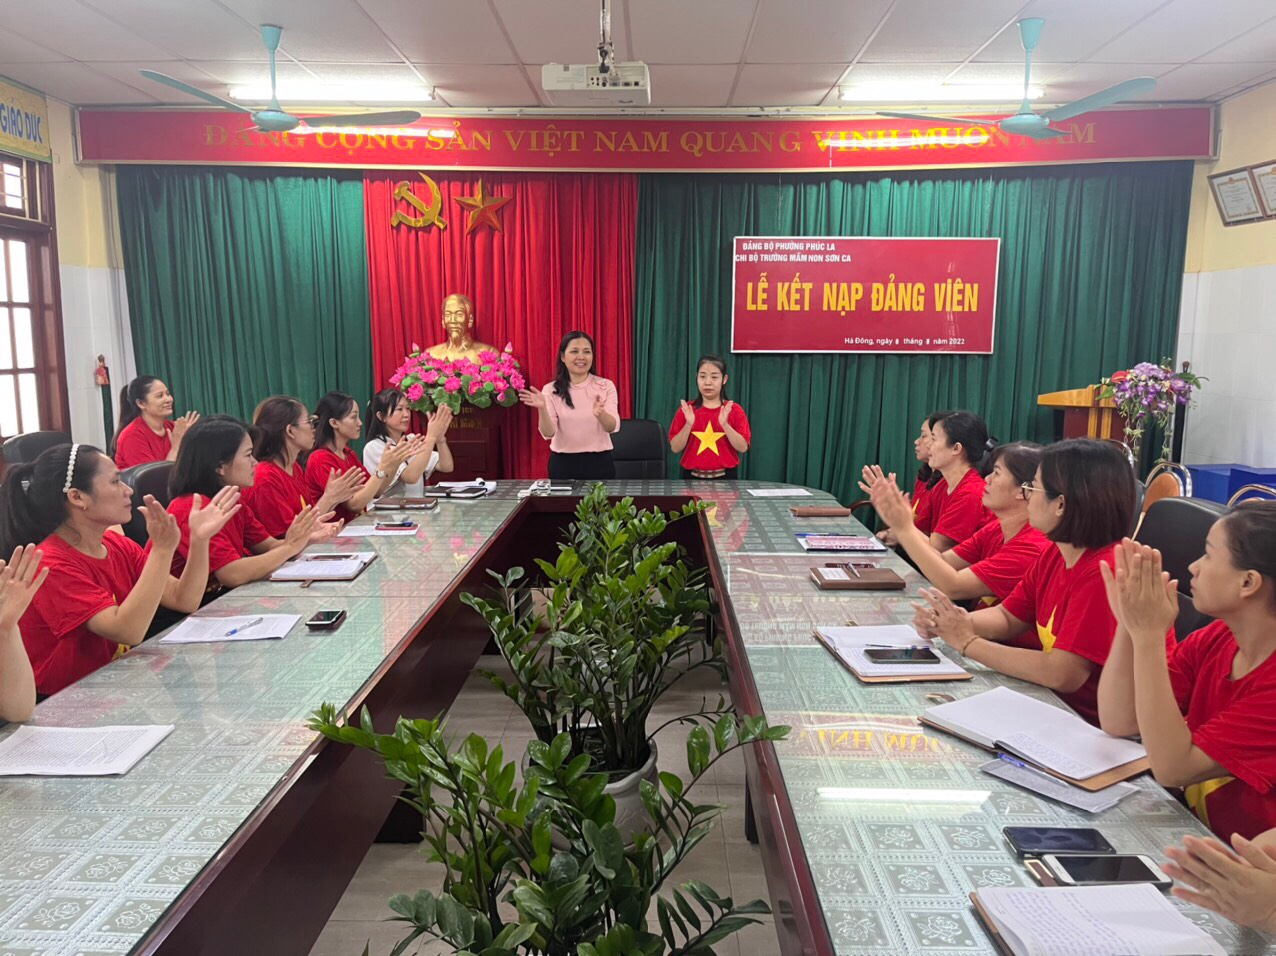 GIÁO DỤC
ĐẢNG CỘNG SẢN VIỆT NAM QUANG VINH MUÔN NĂM
ĐẢNG BỘ PHƯỜNG PHÚC LA
CHI BỘ TRƯỜNG MẦM NON SƠN CA
LỄ KẾT NẠP ĐẢNG VIÊN
Hà Đông, ngày 8 tháng 8 năm 2022